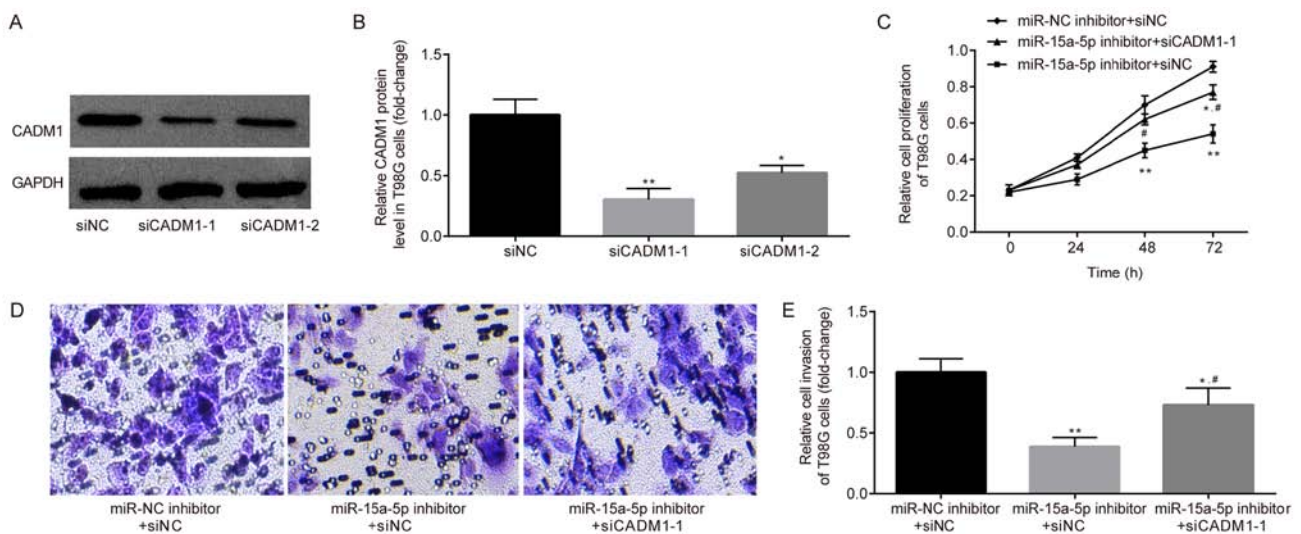 A
CADM1
GAPDH
siNC siCADM1-1 siCADM1-2
B
Relative CADM1 protein
level in T98G cells (fold-change)
1.5
1.0
0.5
0.0
**
*
siNC siCADM1-1 siCADM1-2
C
miR-NC inhibitor+siNC
miR-15a-5p inhibitor+siCADM1-1
miR-15a-5p inhibitor+siNC
Relative cell proliferation
of T98G cells
1.0
0.8
0.6
0.4
0.2
0.0
#
**
*,#
**
0 24 48 72
Time (h)
D
miR-NC inhibitor
+siNC
miR-15a-5p inhibitor
+siNC
miR-15a-5p inhibitor
+siCADM1-1
E
Relative cell invasion
of T98G cells (fold-change)
1.5
1.0
0.5
0.0
**
*,#
miR-NC inhibitor
+siNC
miR-15a-5p inhibitor
+siNC
miR-15a-5p inhibitor
+siCADM1-1